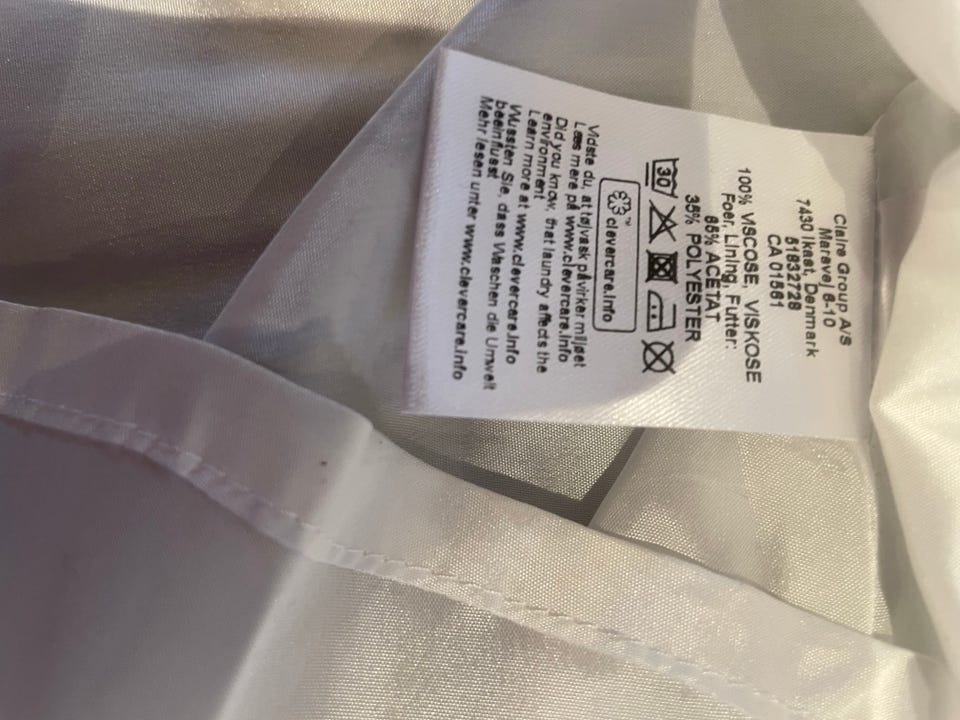 Claire Group A/S
Marøvej 8-10
7430 Ikast, Denmark
51832728
CA 01561
100% VISCOSE, VISKOSE
Foer, Lining, Futter:
65% ACETAT
35% POLYESTER
30
™
clevercare.info
Vidste du, at tøjvask påvirker miljøet
Læs mere på www.clevercare.info
Did you know, that laundry affects the
environment
Learn more at www.clevercare.info
Wussten Sie, dass Waschen die Umwelt
beeinflusst
Mehr lesen unter www.clevercare.info